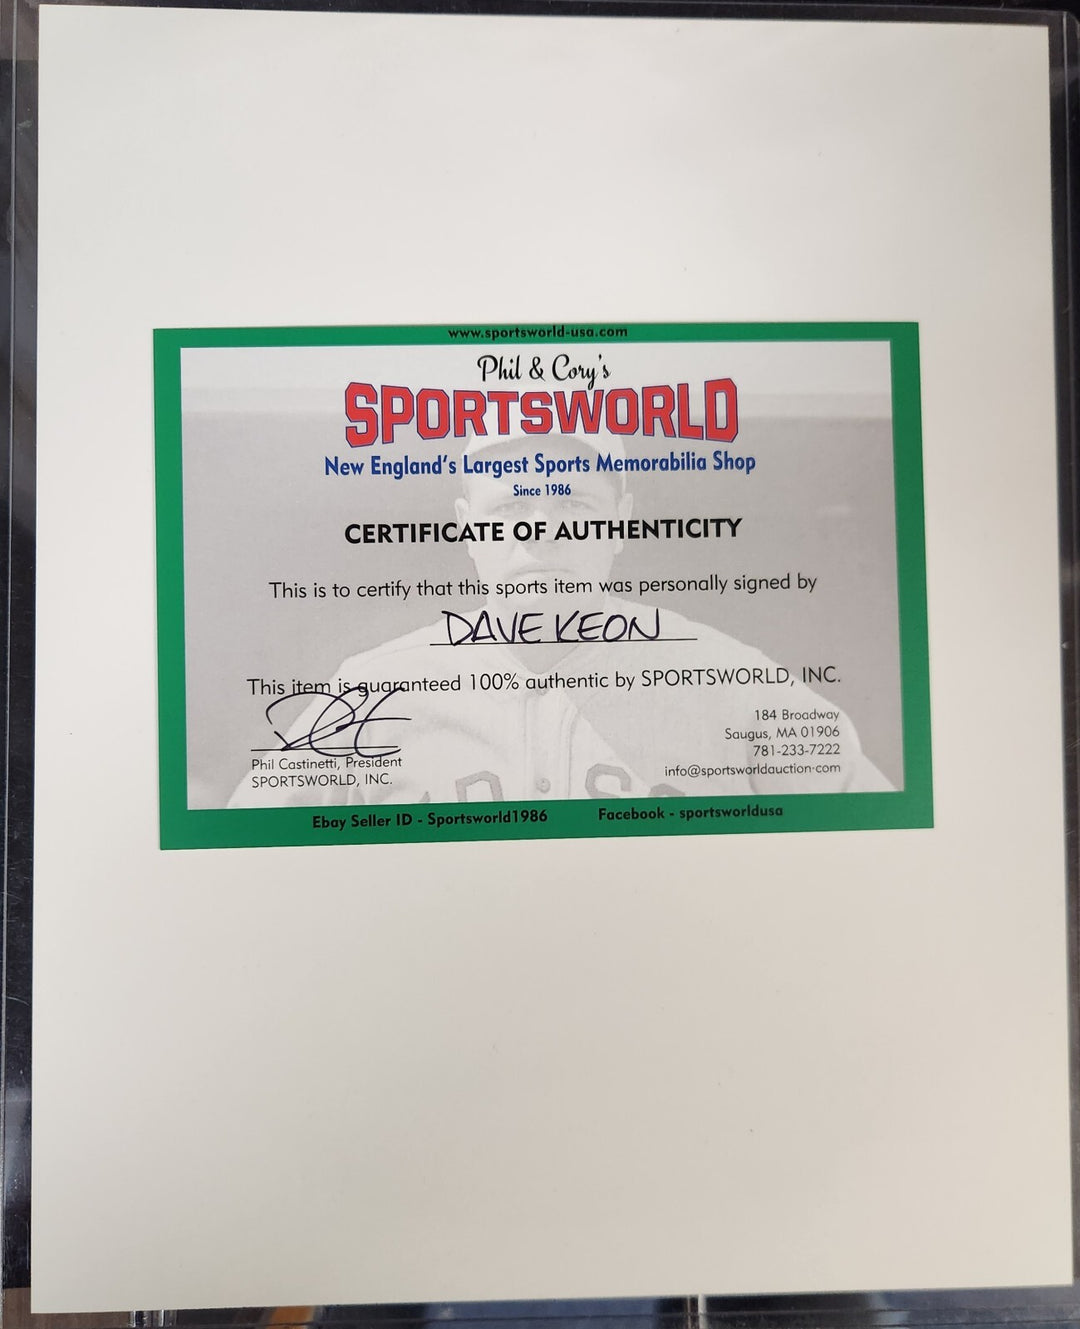 www.sportsworld-usa.com
Phil & Cory's
SPORTSWORLD
New England's Largest Sports Memorabilia Shop
Since 1986
CERTIFICATE OF AUTHENTICITY
This is to certify that this sports item was personally signed by
DAVE KEON
This item is guaranteed 100% authentic by SPORTSWORLD, INC.
184 Broadway
Saugus, MA 01906
781-233-7222
info@sportsworldauction.com
Phil Castinetti, President
SPORTSWORLD, INC.
Ebay Seller ID - Sportsworld1986 Facebook - sportsworldusa